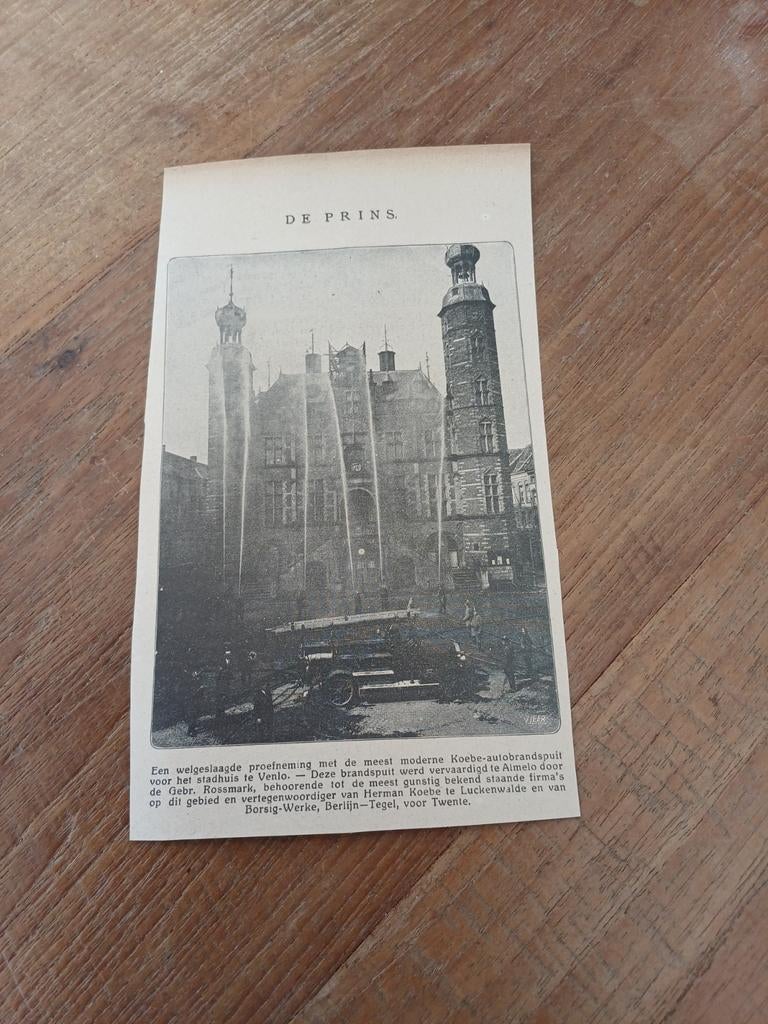 DE PRINS.
Een welgeslaagde proefneming met de meest moderne Koebe-autobrandspuit
voor het stadhuis te Venlo. — Deze brandspuit werd vervaardigd te Almelo door
de Gebr. Rossmark, behoorende tot de meest gunstig bekend staande firma's
op dit gebied en vertegenwoordiger van Herman Koebe te Luckenwalde en van
Borsig-Werke, Berlijn—Tegel, voor Twente.